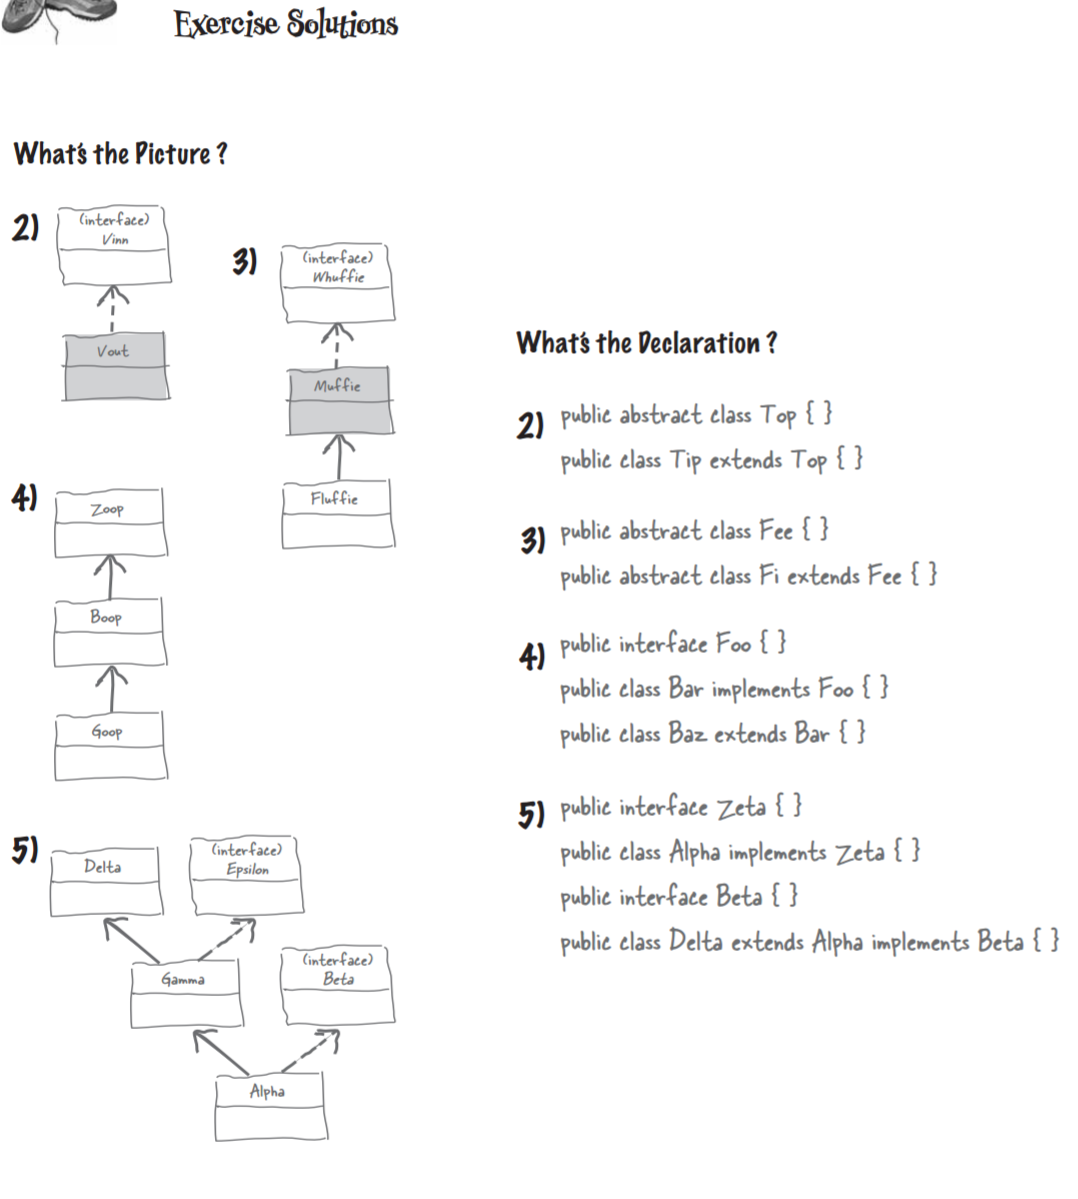 Exercise Solutions
What's the Picture ?
2)
(interface)
Vinn
Vout
3)
(interface)
Whuffie
Muffie
Fluffie
4)
Zoop
Boop
Goop
5)
Delta
(interface)
Epsilon
Gamma
(interface)
Beta
Alpha
What's the Declaration ?
2) public abstract class Top { }
public class Tip extends Top { }
3) public abstract class Fee { }
public abstract class Fi extends Fee { }
4) public interface Foo { }
public class Bar implements Foo { }
public class Baz extends Bar { }
5) public interface Zeta { }
public class Alpha implements Zeta { }
public interface Beta { }
public class Delta extends Alpha implements Beta { }